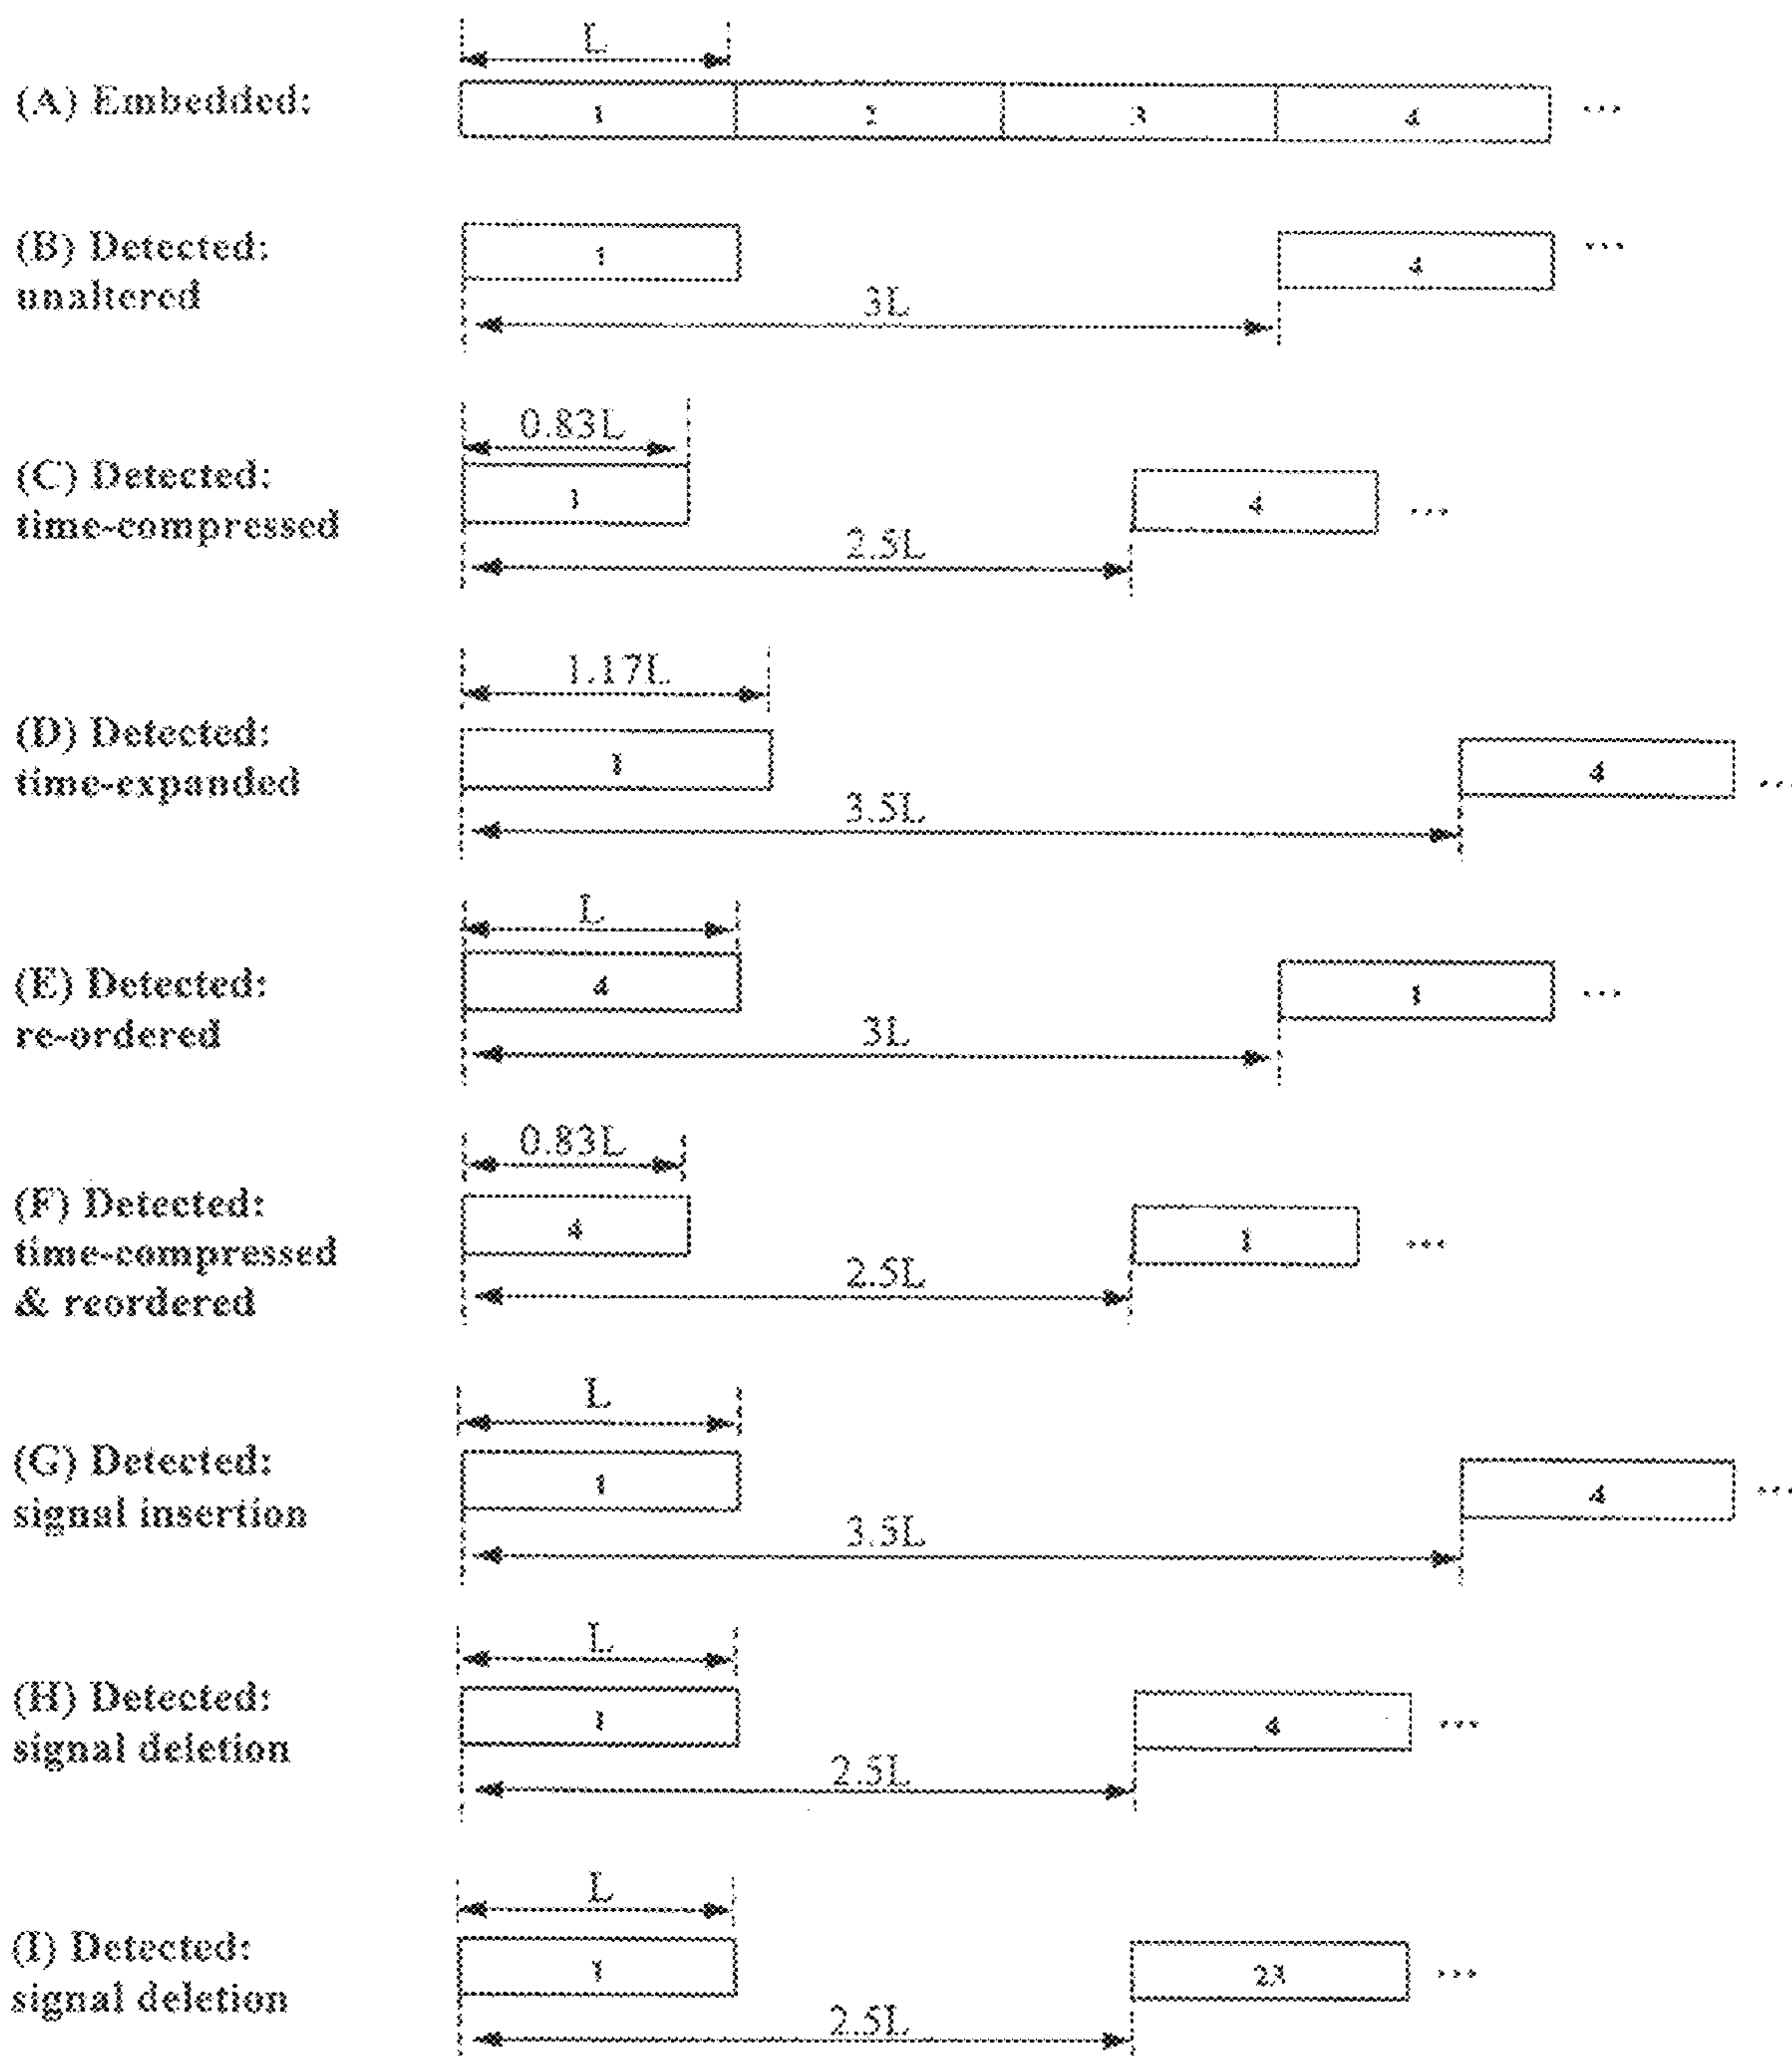 L
(A) Embedded: 1 2 3 4 ...
(B) Detected: 1 4 ...
unaltered
3L
0.83L
(C) Detected: 1 4 ...
time-compressed
2.5L
1.17L
(D) Detected: 1 4 ...
time-expanded
3.5L
L
(E) Detected: 4 1 ...
re-ordered
3L
0.83L
(F) Detected: 4 1 ...
time-compressed
& reordered
2.5L
L
(G) Detected: 1 4 ...
signal insertion
3.5L
L
(H) Detected: 1 4 ...
signal deletion
2.5L
L
(I) Detected: 1 23 ...
signal deletion
2.5L